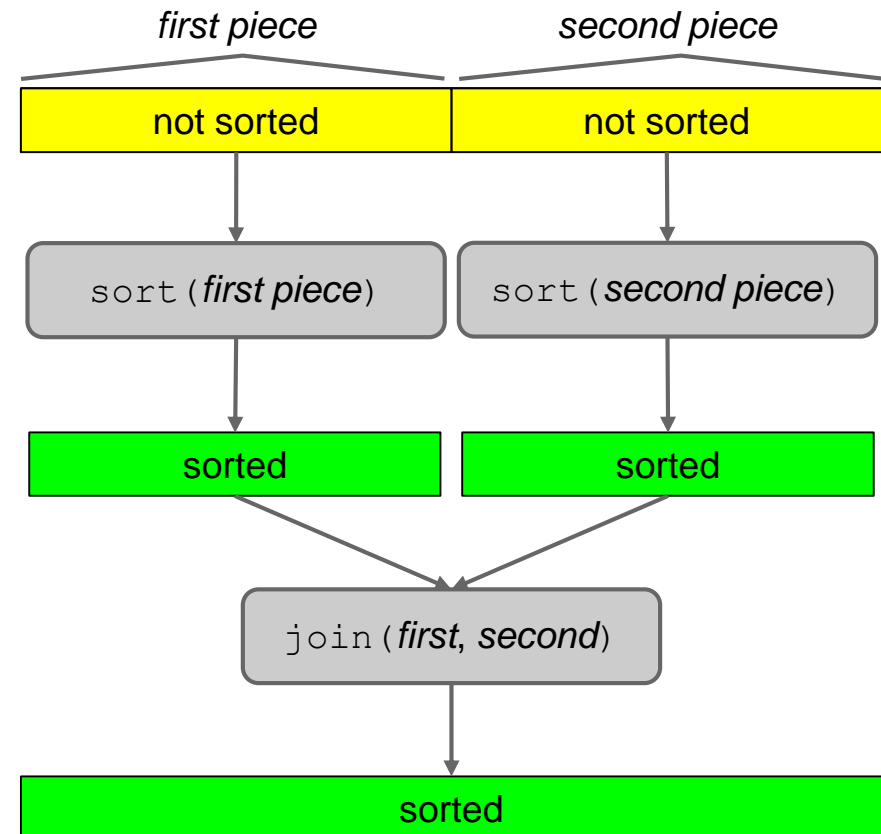 first piece
second piece
not sorted
not sorted
sort(first piece)
sort(second piece)
sorted
sorted
join(first, second)
sorted